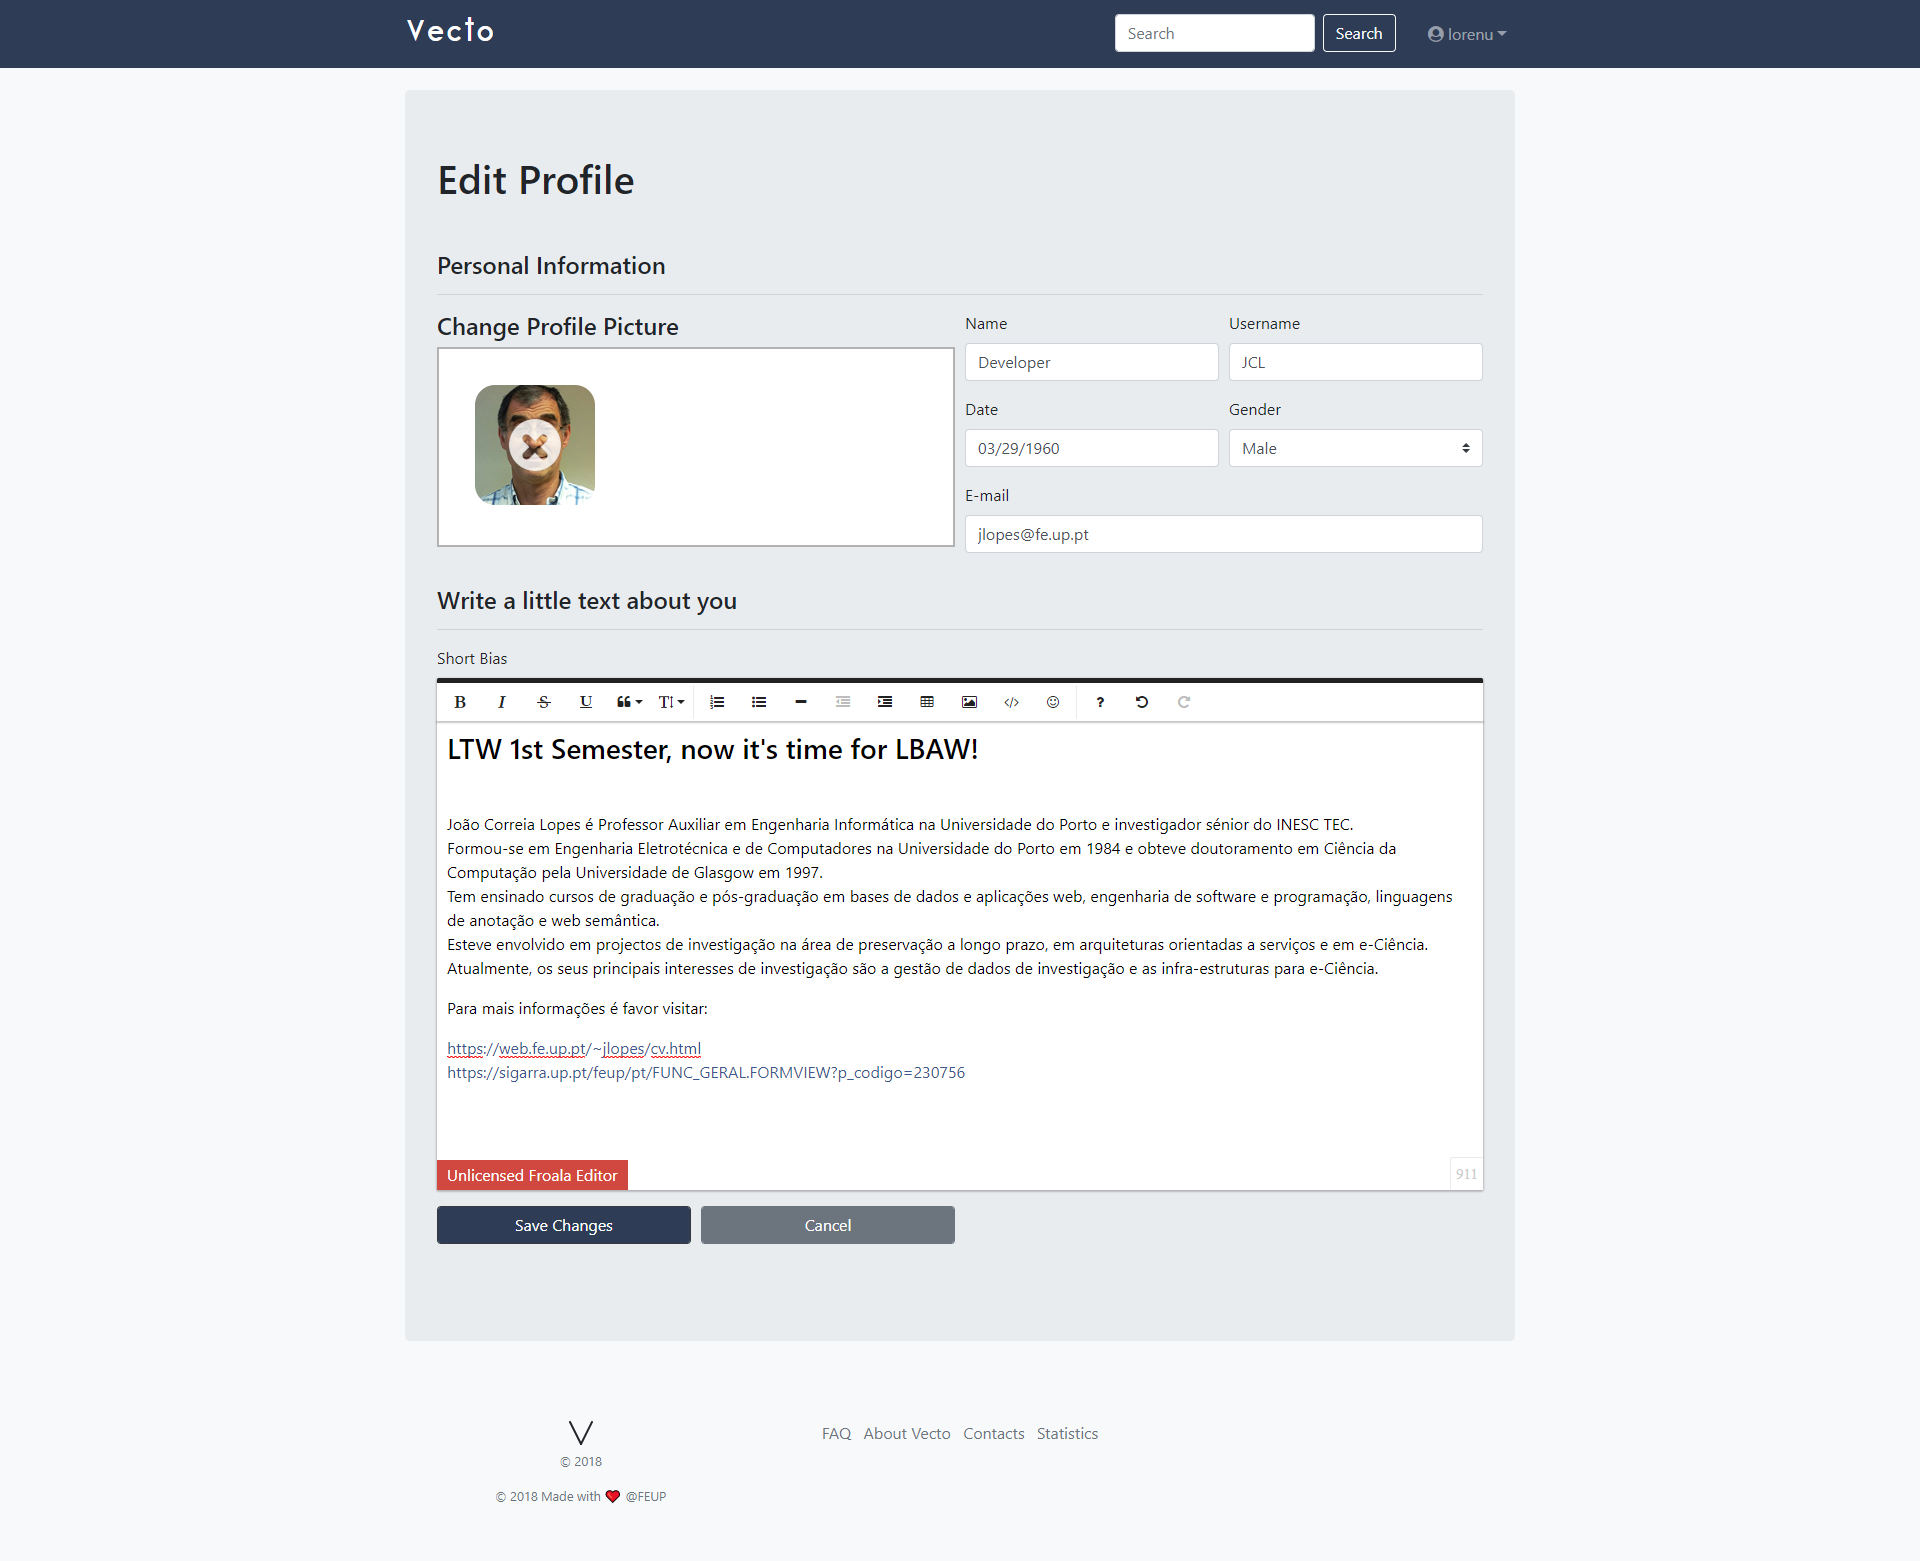 Vecto
Search
Search
lorenu
Edit Profile
Personal Information
Change Profile Picture
Name
Username
Developer
JCL
Date
Gender
03/29/1960
Male
E-mail
jlopes@fe.up.pt
Write a little text about you
Short Bias
LTW 1st Semester, now it's time for LBAW!
João Correia Lopes é Professor Auxiliar em Engenharia Informática na Universidade do Porto e investigador sénior do INESC TEC.
Formou-se em Engenharia Eletrotécnica e de Computadores na Universidade do Porto em 1984 e obteve doutoramento em Ciência da
Computação pela Universidade de Glasgow em 1997.
Tem ensinado cursos de graduação e pós-graduação em bases de dados e aplicações web, engenharia de software e programação, linguagens
de anotação e web semântica.
Esteve envolvido em projectos de investigação na área de preservação a longo prazo, em arquiteturas orientadas a serviços e em e-Ciência.
Atualmente, os seus principais interesses de investigação são a gestão de dados de investigação e as infra-estruturas para e-Ciência.
Para mais informações é favor visitar:
https://web.fe.up.pt/~jlopes/cv.html
https://sigarra.up.pt/feup/pt/FUNC_GERAL.FORMVIEW?p_codigo=230756
Unlicensed Froala Editor
911
Save Changes
Cancel
V
© 2018
FAQ About Vecto Contacts Statistics
© 2018 Made with ❤ @FEUP